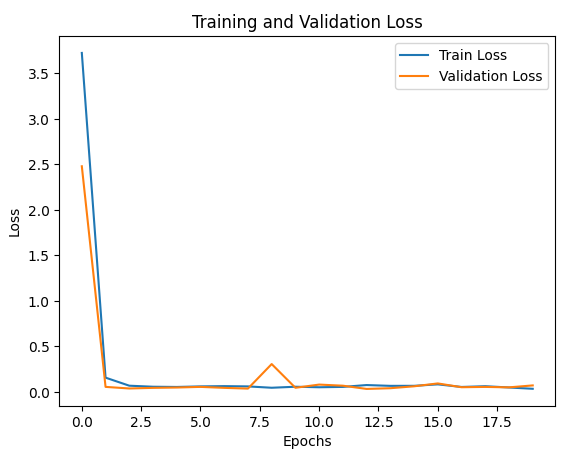 Training and Validation Loss
Train Loss
Validation Loss
3.5
3.0
2.5
2.0
1.5
1.0
0.5
0.0
Loss
0.0 2.5 5.0 7.5 10.0 12.5 15.0 17.5
Epochs